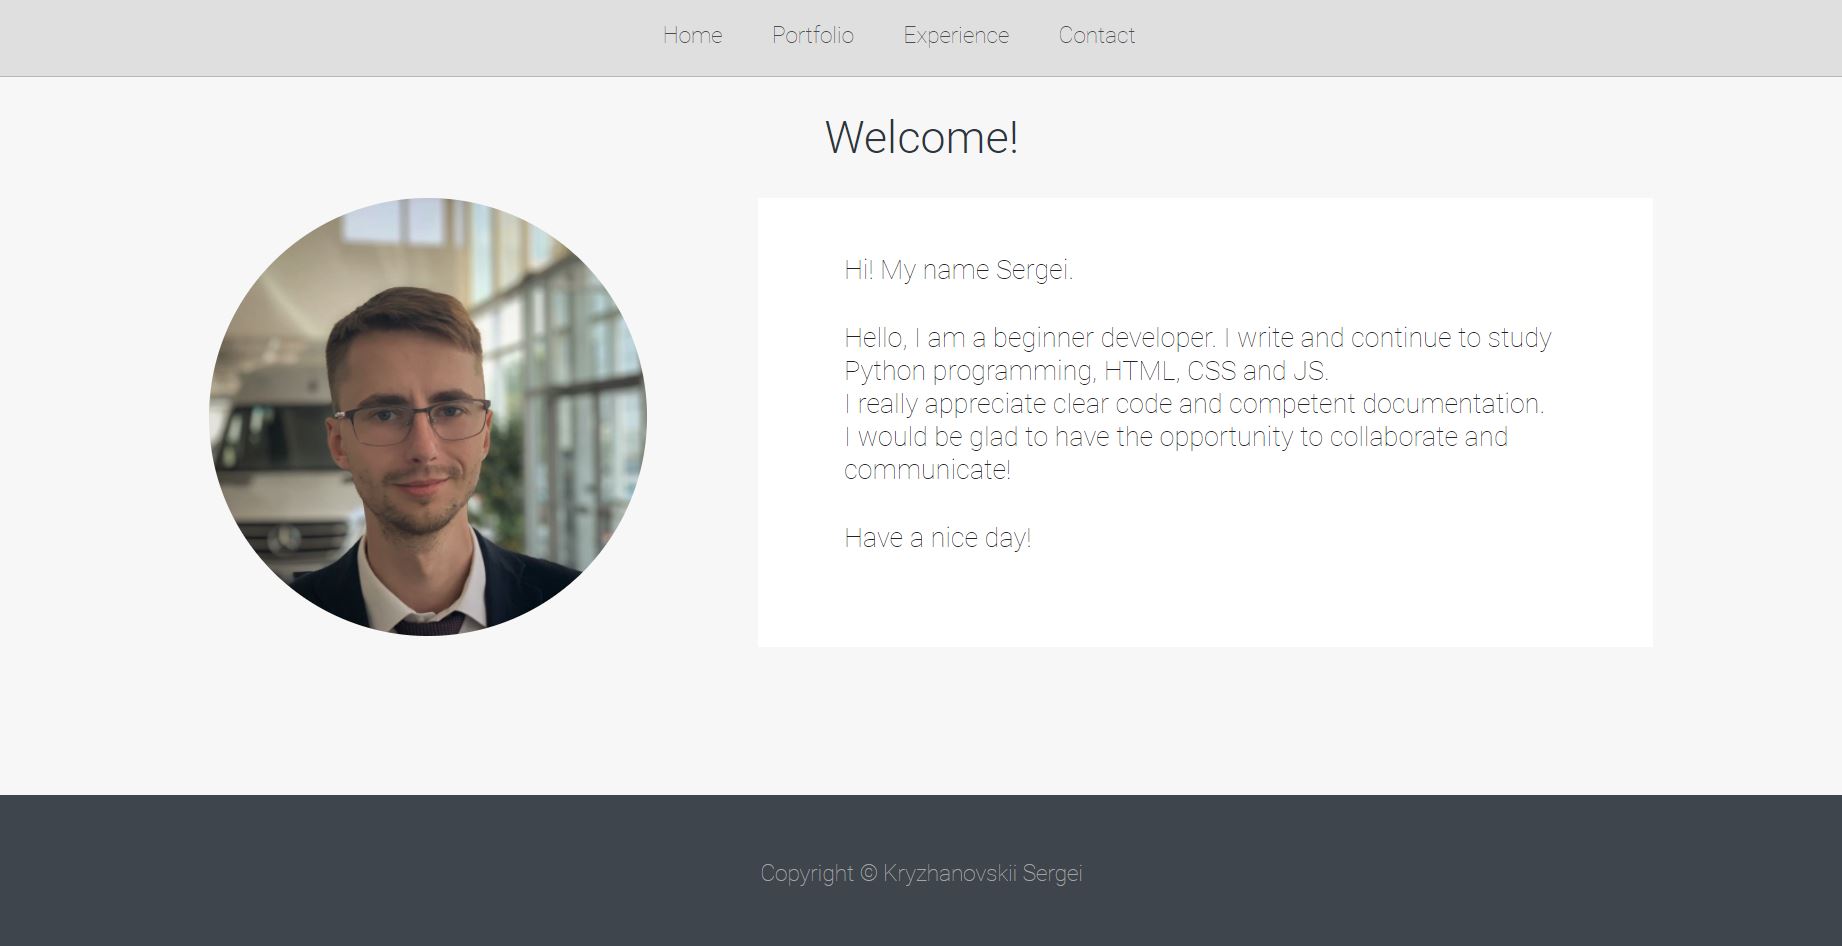 Home Portfolio Experience Contact
Welcome!
Hi! My name Sergei.
Hello, I am a beginner developer. I write and continue to study
Python programming, HTML, CSS and JS.
I really appreciate clear code and competent documentation.
I would be glad to have the opportunity to collaborate and
communicate!
Have a nice day!
Copyright © Kryzhanovskii Sergei